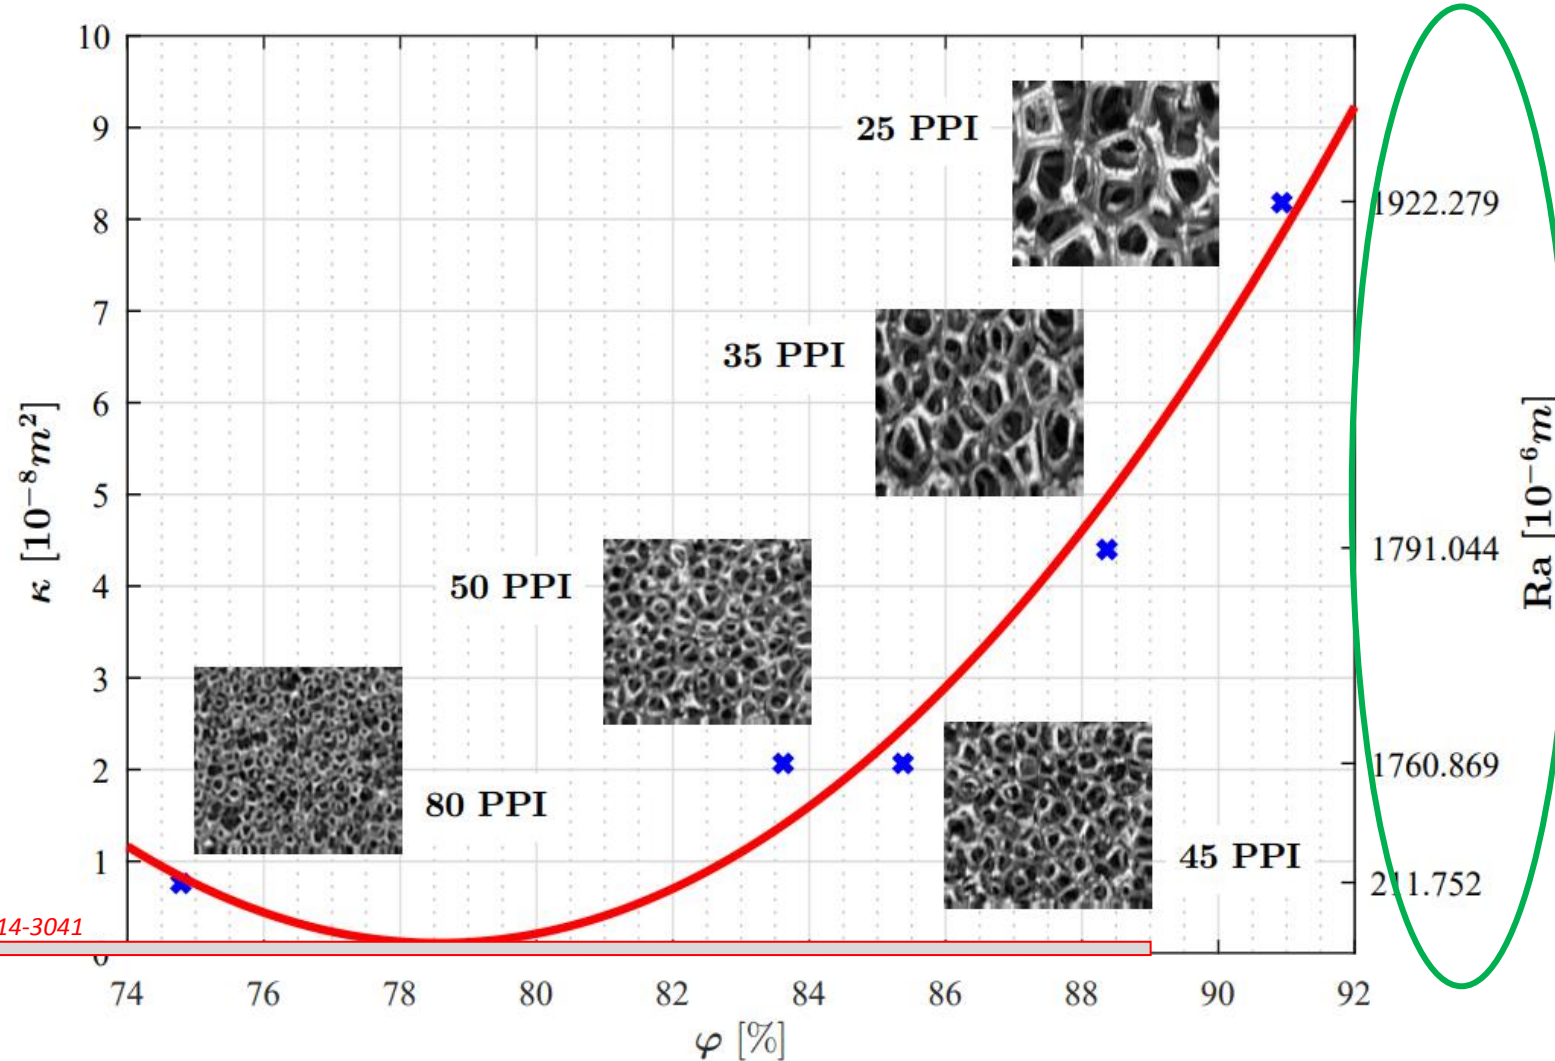 10
9
8
7
6
5
4
3
2
1
0
κ [10⁻⁸m²]
25 PPI
35 PPI
50 PPI
80 PPI
45 PPI
1922.279
1791.044
1760.869
211.752
Ra [10⁻⁶m]
14-3041
74 76 78 80 82 84 86 88 90 92
φ [%]